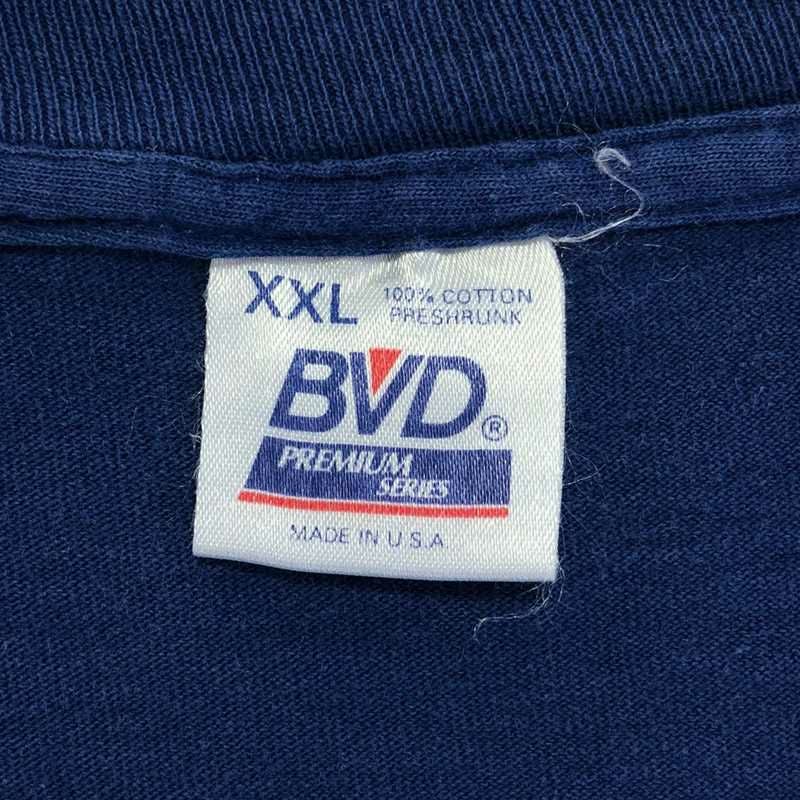 XXL 100% COTTON
PRESHRUNK
BVD®
PREMIUM
SERIES
MADE IN U.S.A.